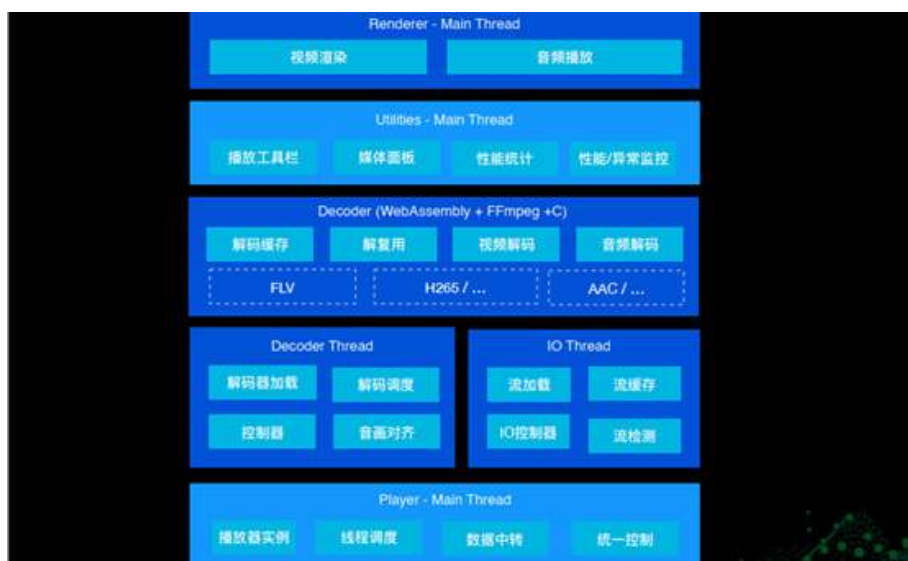 Renderer - Main Thread
视频渲染 音频播放
Utilities - Main Thread
播放工具栏 媒体面板 性能统计 性能/异常监控
Decoder (WebAssembly + FFmpeg +C)
解码缓存 解复用 视频解码 音频解码
FLV H265 / ... AAC / ...
Decoder Thread
解码器加载 解码调度
控制器 音画对齐
IO Thread
流加载 流缓存
IO控制器 流检测
Player - Main Thread
播放器实例 线程调度 数据中转 统一控制